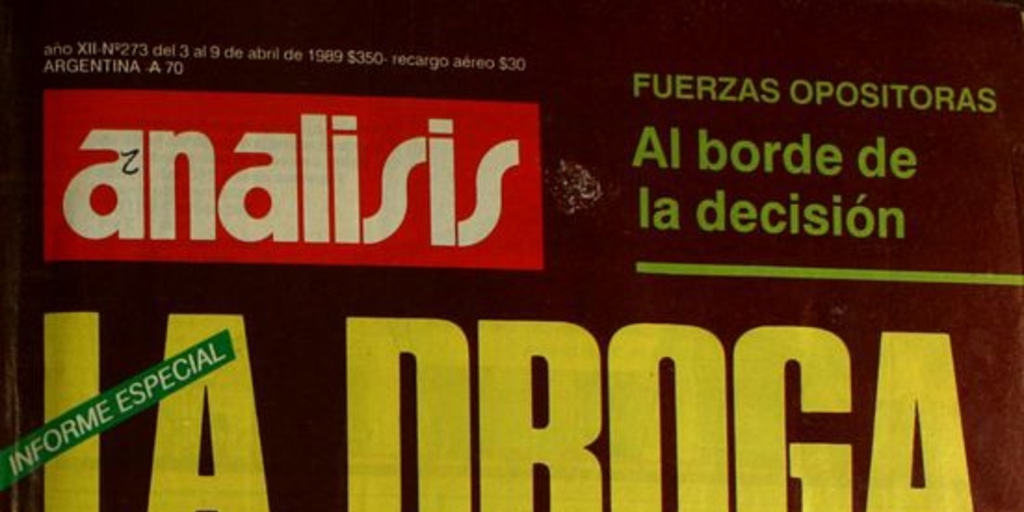 año XII-Nº273 del 3 al 9 de abril de 1989 $350- recargo aéreo $30
ARGENTINA -A 70
analisis
FUERZAS OPOSITORAS
Al borde de
la decisión
INFORME ESPECIAL
LA DROGA